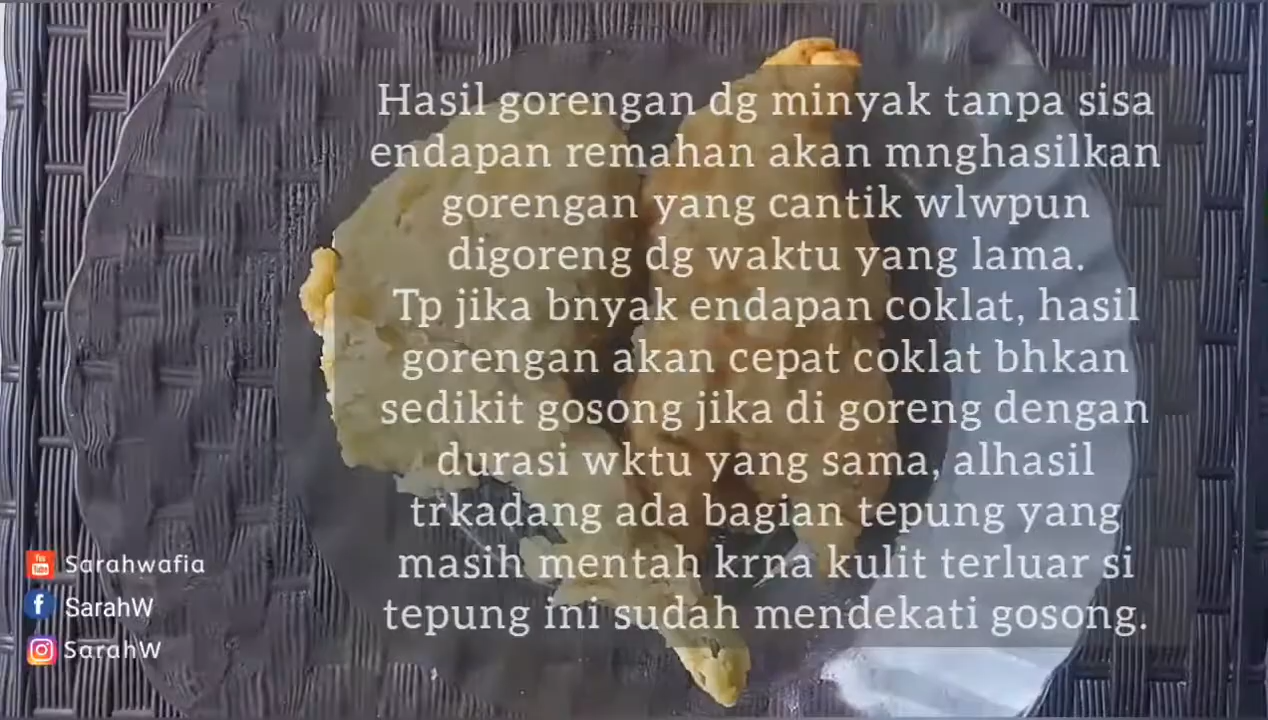 Hasil gorengan dg minyak tanpa sisa
endapan remahan akan mnghasilkan
gorengan yang cantik wlwpun
digoreng dg waktu yang lama.
Tp jika bnyak endapan coklat, hasil
gorengan akan cepat coklat bhkan
sedikit gosong jika di goreng dengan
durasi wktu yang sama, alhasil
trkadang ada bagian tepung yang
masih mentah krna kulit terluar si
tepung ini sudah mendekati gosong.
You
Tube
Sarahwafia
SarahW
SarahW